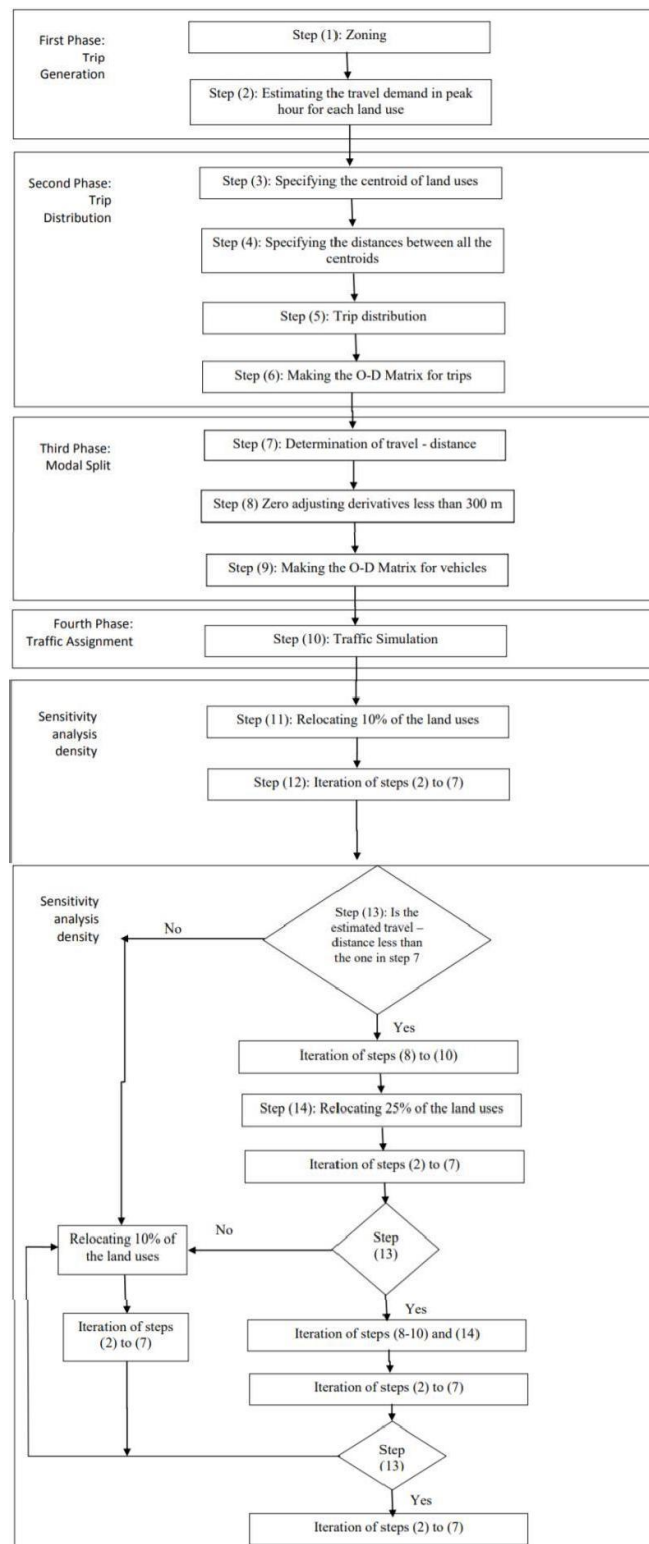 First Phase:
Trip
Generation
Step (1): Zoning
Step (2): Estimating the travel demand in peak
hour for each land use
Second Phase:
Trip
Distribution
Step (3): Specifying the centroid of land uses
Step (4): Specifying the distances between all the
centroids
Step (5): Trip distribution
Step (6): Making the O-D Matrix for trips
Third Phase:
Modal Split
Step (7): Determination of travel - distance
Step (8) Zero adjusting derivatives less than 300 m
Step (9): Making the O-D Matrix for vehicles
Fourth Phase:
Traffic Assignment
Step (10): Traffic Simulation
Sensitivity
analysis
density
Step (11): Relocating 10% of the land uses
Step (12): Iteration of steps (2) to (7)
Sensitivity
analysis
density
Step (13): Is the
estimated travel –
distance less than
the one in step 7
No
Yes
Iteration of steps (8) to (10)
Step (14): Relocating 25% of the land uses
Iteration of steps (2) to (7)
Step
(13)
No
Relocating 10% of
the land uses
Yes
Iteration of steps
(2) to (7)
Iteration of steps (8-10) and (14)
Iteration of steps (2) to (7)
Step
(13)
Yes
Iteration of steps (2) to (7)